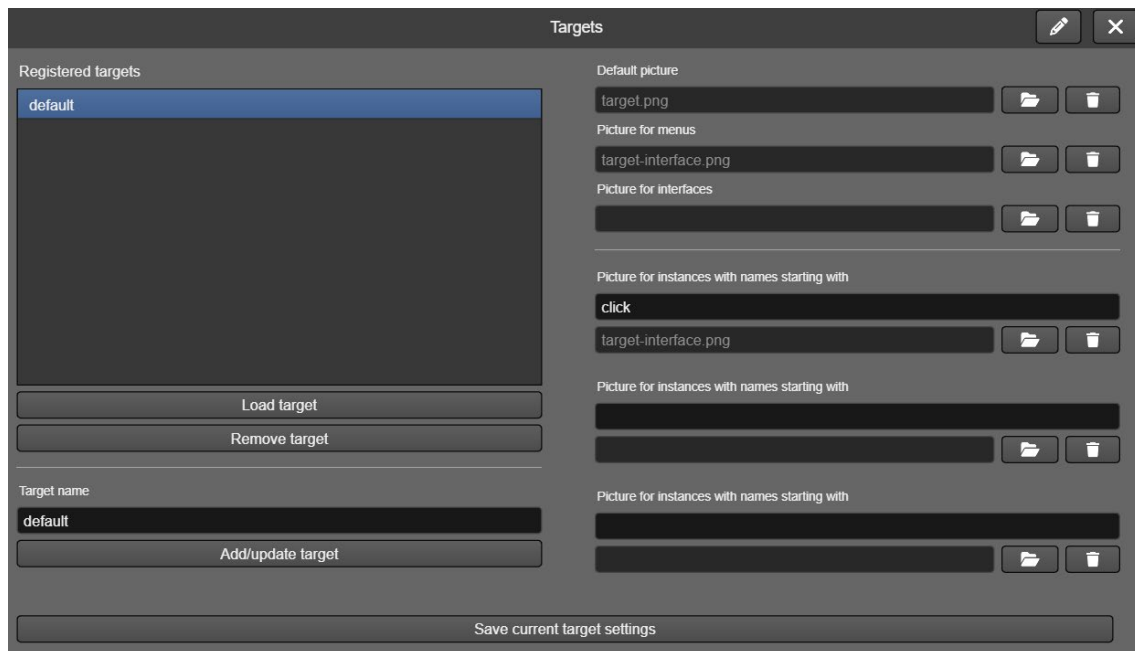 Targets
Registered targets
default
Load target
Remove target
Target name
default
Add/update target
Default picture
target.png
Picture for menus
target-interface.png
Picture for interfaces
Picture for instances with names starting with
click
target-interface.png
Picture for instances with names starting with
Picture for instances with names starting with
Save current target settings